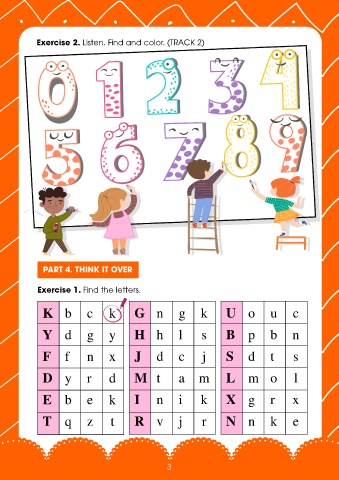 Exercise 2. Listen. Find and color. (TRACK 2)
0 1 2 3 4
5 6 7 8 9
PART 4. THINK IT OVER
Exercise 1. Find the letters.
K b c k G n g k U o u c
Y d g y H h l s B p b n
F f n x J d c j S d t s
D y r d M t a m L m o l
E b e k I n i k X g r x
T q z t R v j r N n k e
3